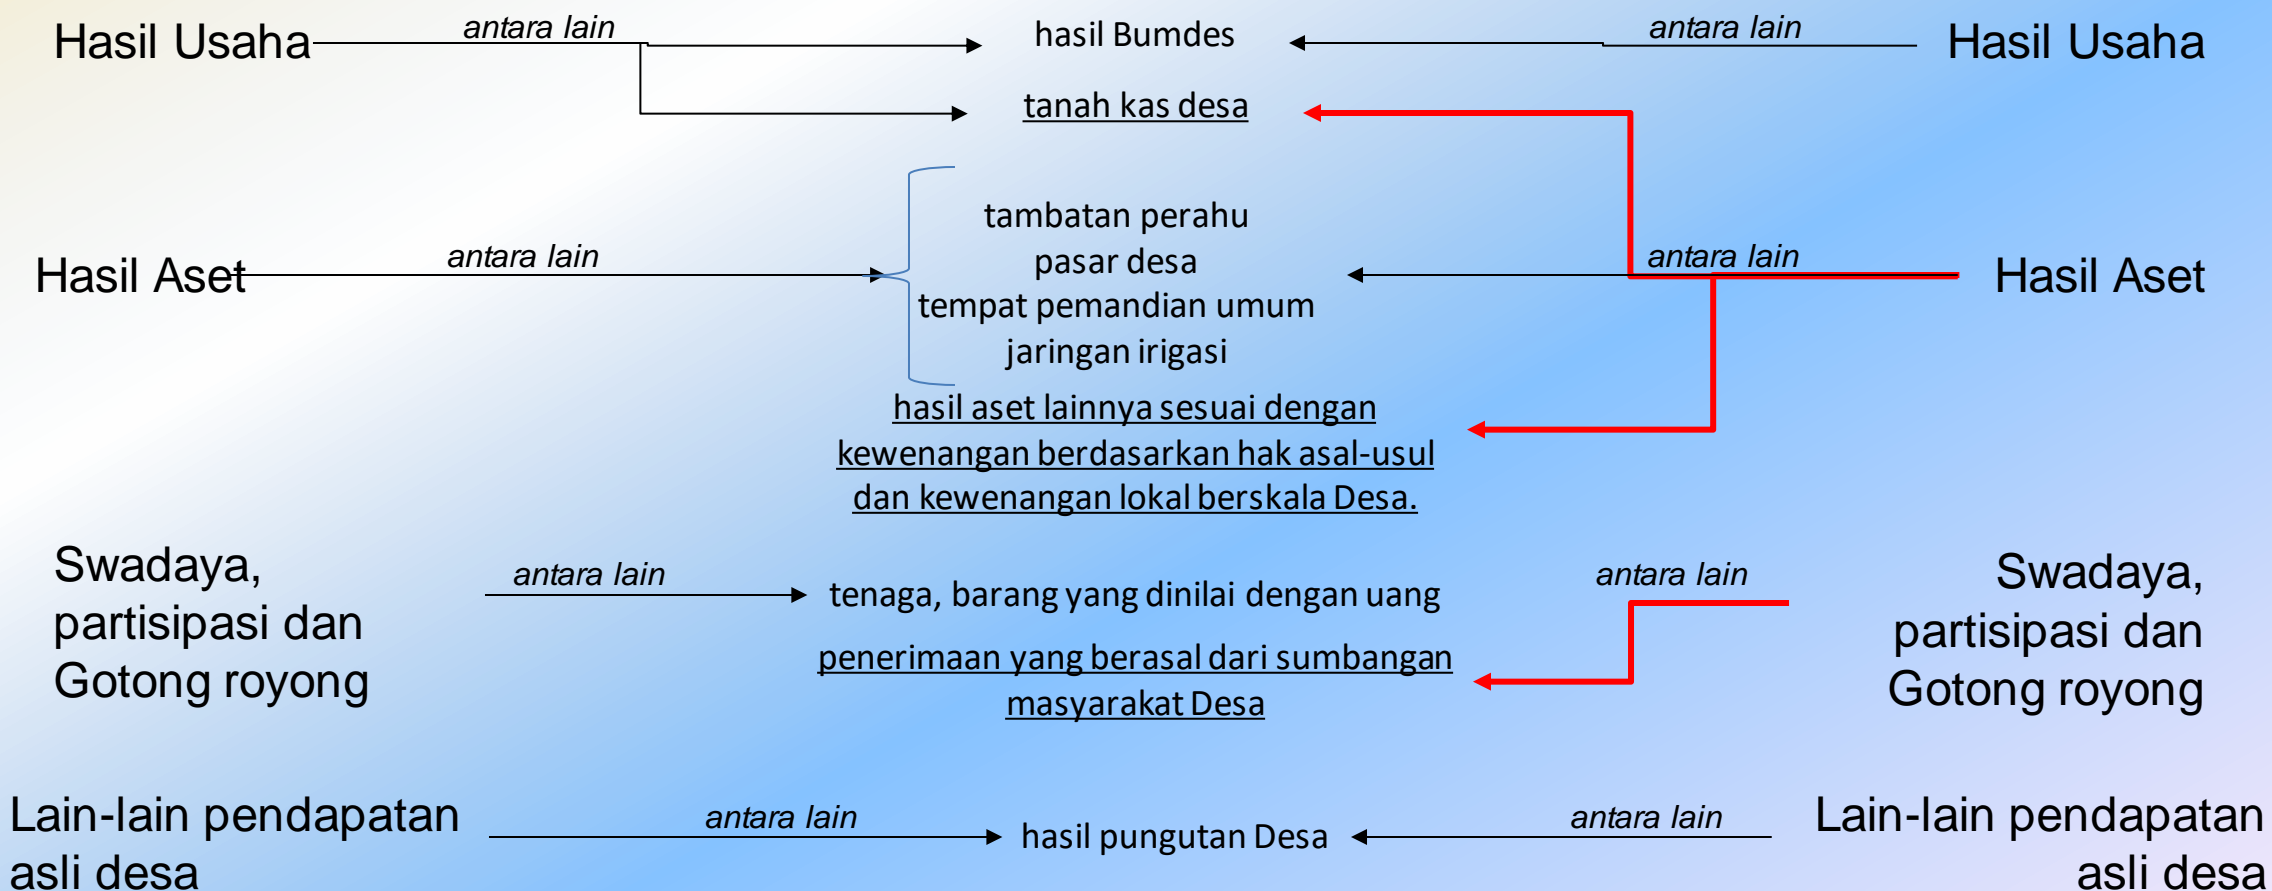 Hasil Usaha
antara lain
hasil Bumdes
antara lain
Hasil Usaha
tanah kas desa
tambatan perahu
Hasil Aset
antara lain
pasar desa
antara lain
Hasil Aset
tempat pemandian umum
jaringan irigasi
hasil aset lainnya sesuai dengan
kewenangan berdasarkan hak asal-usul
dan kewenangan lokal berskala Desa.
Swadaya,
partisipasi dan
Gotong royong
antara lain
tenaga, barang yang dinilai dengan uang
penerimaan yang berasal dari sumbangan
masyarakat Desa
antara lain
Swadaya,
partisipasi dan
Gotong royong
Lain-lain pendapatan
asli desa
antara lain
hasil pungutan Desa
antara lain
Lain-lain pendapatan
asli desa